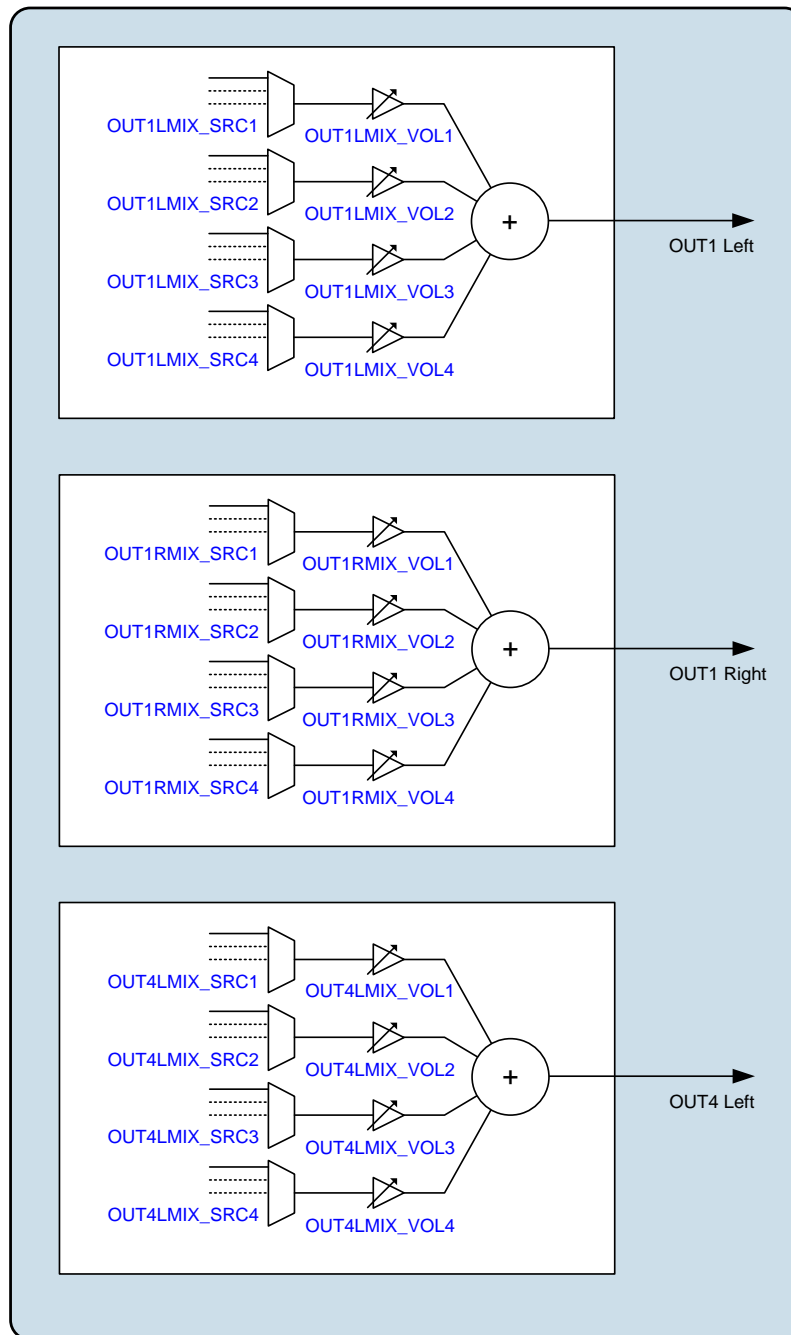 OUT1LMIX_SRC1
OUT1LMIX_VOL1
OUT1LMIX_SRC2
OUT1LMIX_VOL2
+
OUT1 Left
OUT1LMIX_SRC3
OUT1LMIX_VOL3
OUT1LMIX_SRC4
OUT1LMIX_VOL4
OUT1RMIX_SRC1
OUT1RMIX_VOL1
OUT1RMIX_SRC2
OUT1RMIX_VOL2
+
OUT1 Right
OUT1RMIX_SRC3
OUT1RMIX_VOL3
OUT1RMIX_SRC4
OUT1RMIX_VOL4
OUT4LMIX_SRC1
OUT4LMIX_VOL1
OUT4LMIX_SRC2
OUT4LMIX_VOL2
+
OUT4 Left
OUT4LMIX_SRC3
OUT4LMIX_VOL3
OUT4LMIX_SRC4
OUT4LMIX_VOL4